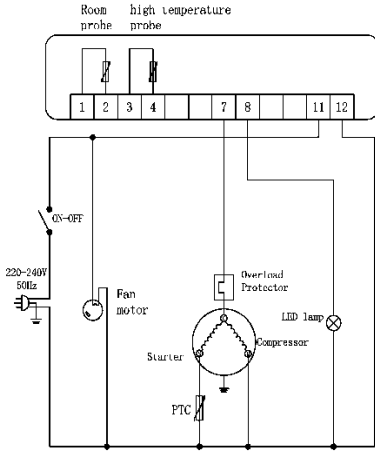 Room high temperature
probe probe
1 2 3 4 7 8 11 12
ON-OFF
220-240V
50Hz
Fan
motor
Overload
Protector
LED lamp
Compressor
Starter
PTC